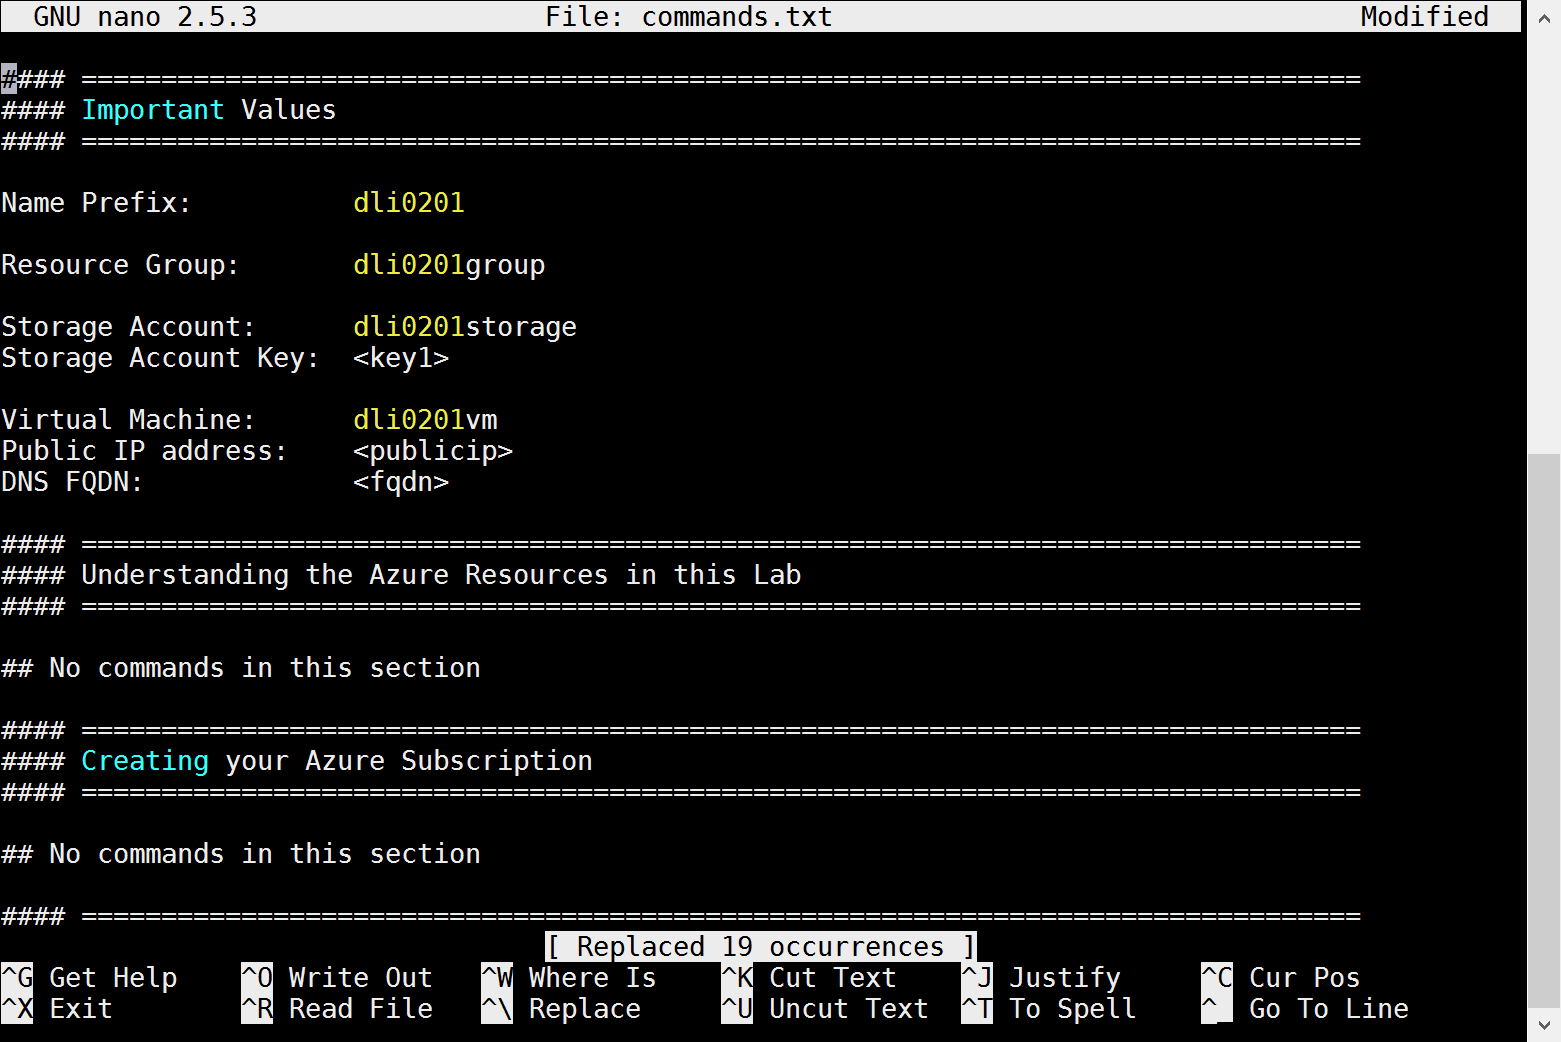 GNU nano 2.5.3 File: commands.txt Modified
#### ================================================================================
#### Important Values
#### ================================================================================
Name Prefix: dli0201
Resource Group: dli0201group
Storage Account: dli0201storage
Storage Account Key: <key1>
Virtual Machine: dli0201vm
Public IP address: <publicip>
DNS FQDN: <fqdn>
#### ================================================================================
#### Understanding the Azure Resources in this Lab
#### ================================================================================
## No commands in this section
#### ================================================================================
#### Creating your Azure Subscription
#### ================================================================================
## No commands in this section
#### ================================================================================
[ Replaced 19 occurrences ]
^G Get Help ^O Write Out ^W Where Is ^K Cut Text ^J Justify ^C Cur Pos
^X Exit ^R Read File ^\ Replace ^U Uncut Text ^T To Spell ^_ Go To Line